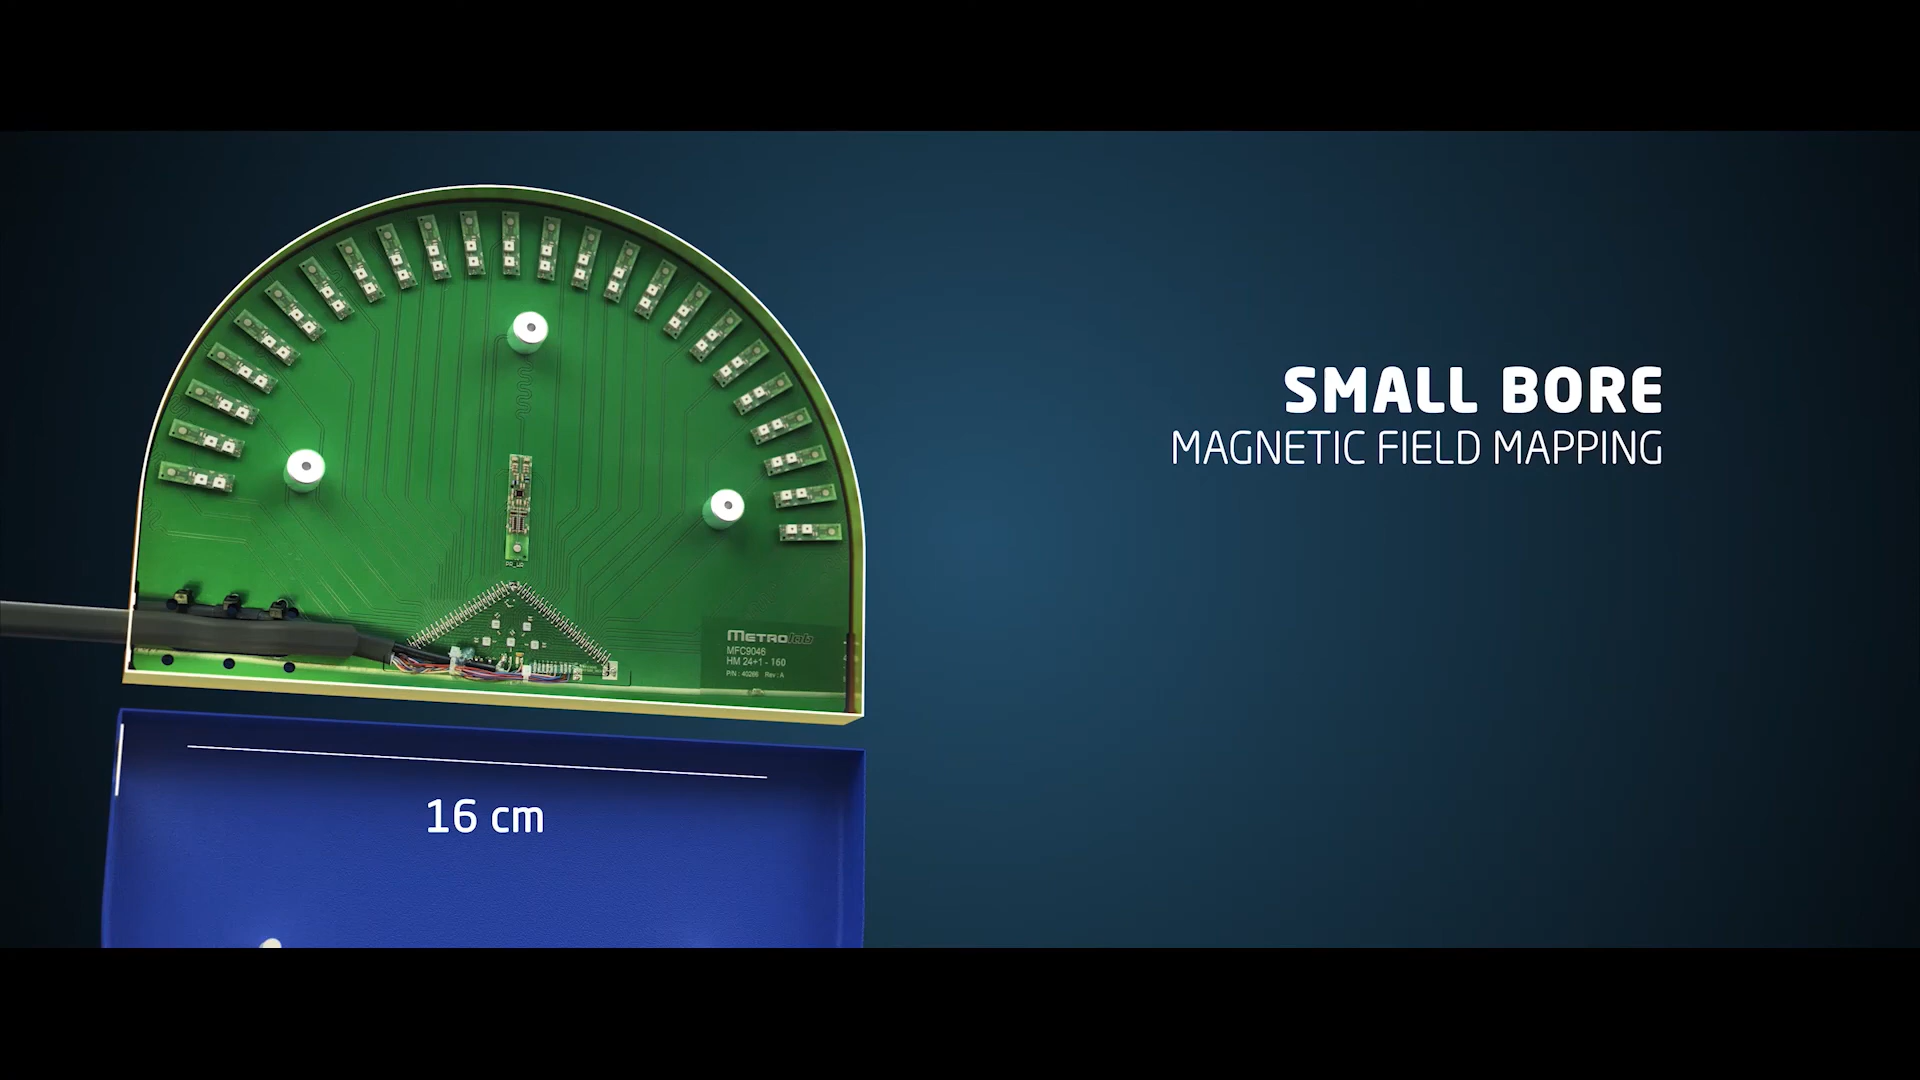 SMALL BORE
MAGNETIC FIELD MAPPING
METROlab
MFC9046
HM 24+1 - 160
P/N : 40286 Rev : A
16 cm